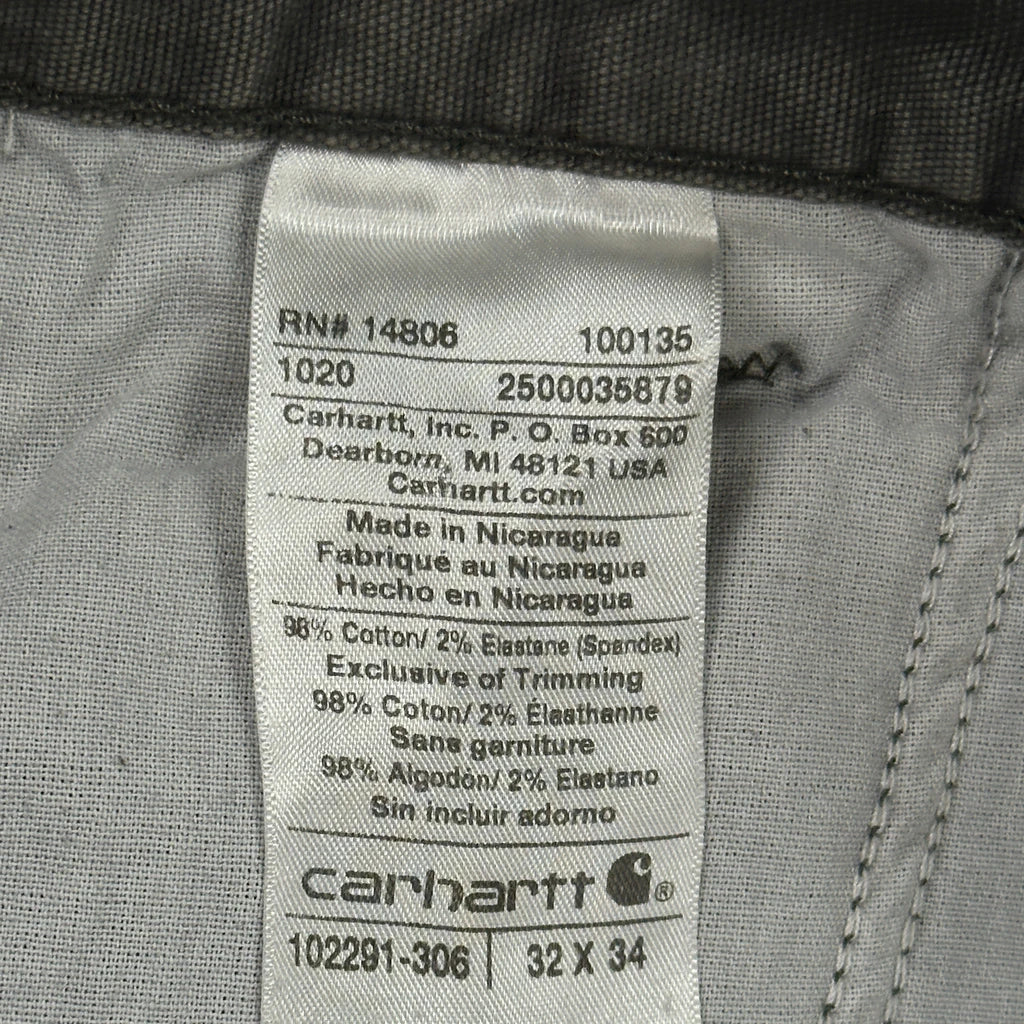 RN# 14806 100135
1020 2500035879
Carhartt, Inc. P. O. Box 600
Dearborn, MI 48121 USA
Carhartt.com
Made in Nicaragua
Fabriqué au Nicaragua
Hecho en Nicaragua
98% Cotton/ 2% Elastane (Spandex)
Exclusive of Trimming
98% Coton/ 2% Élasthanne
Sans garniture
98% Algodón/ 2% Elastano
Sin incluir adorno
carhartt ®
102291-306 | 32 X 34